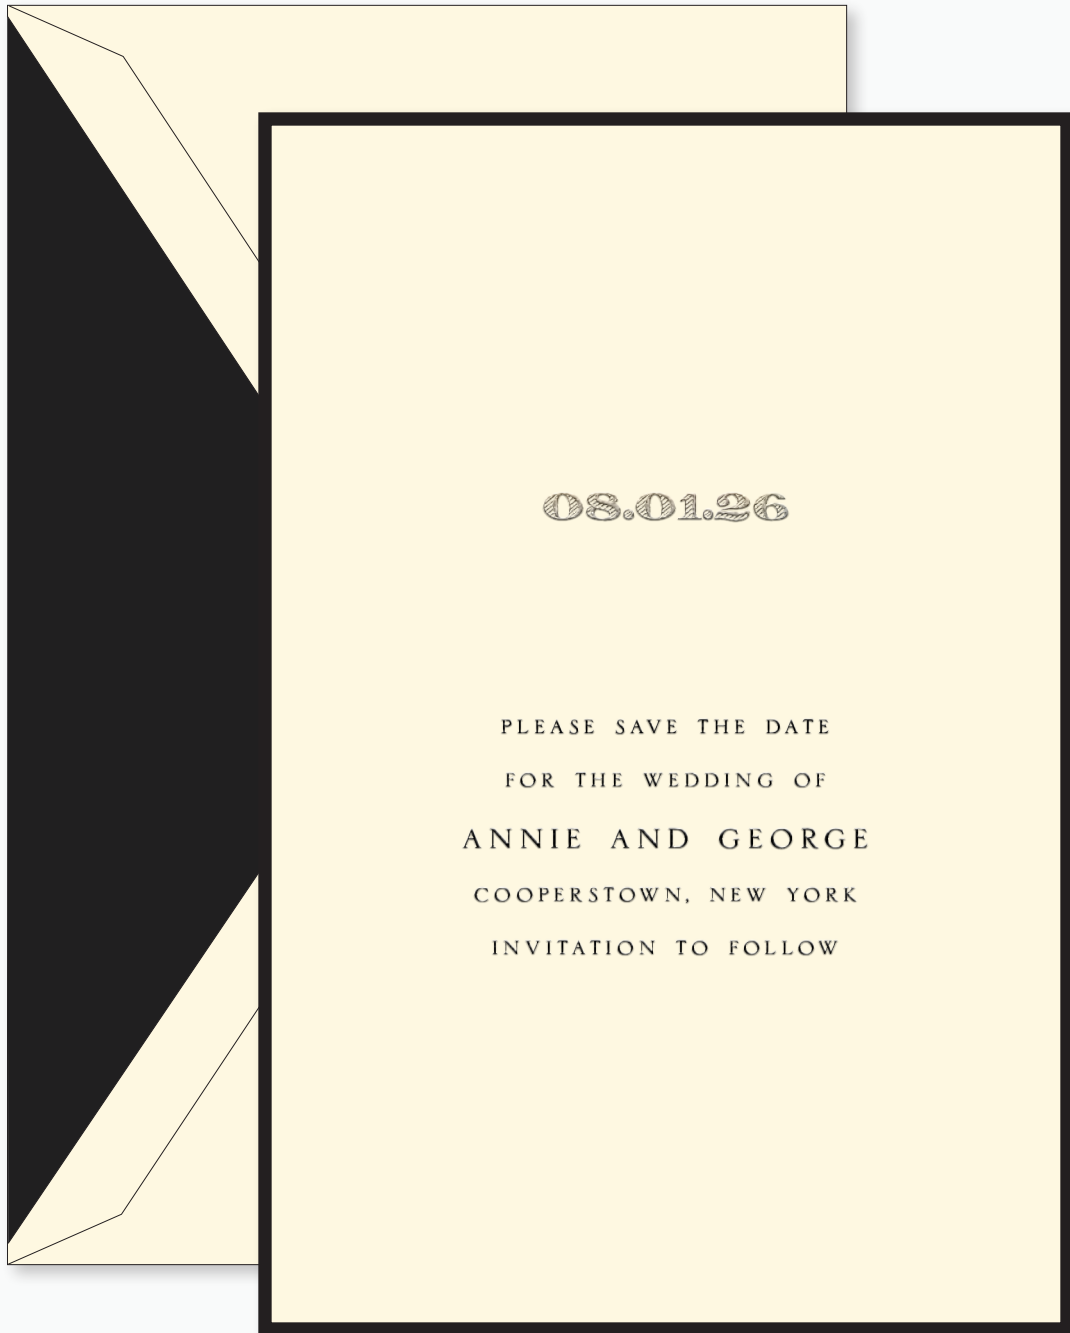 08.01.26
PLEASE SAVE THE DATE
FOR THE WEDDING OF
ANNIE AND GEORGE
COOPERSTOWN, NEW YORK
INVITATION TO FOLLOW